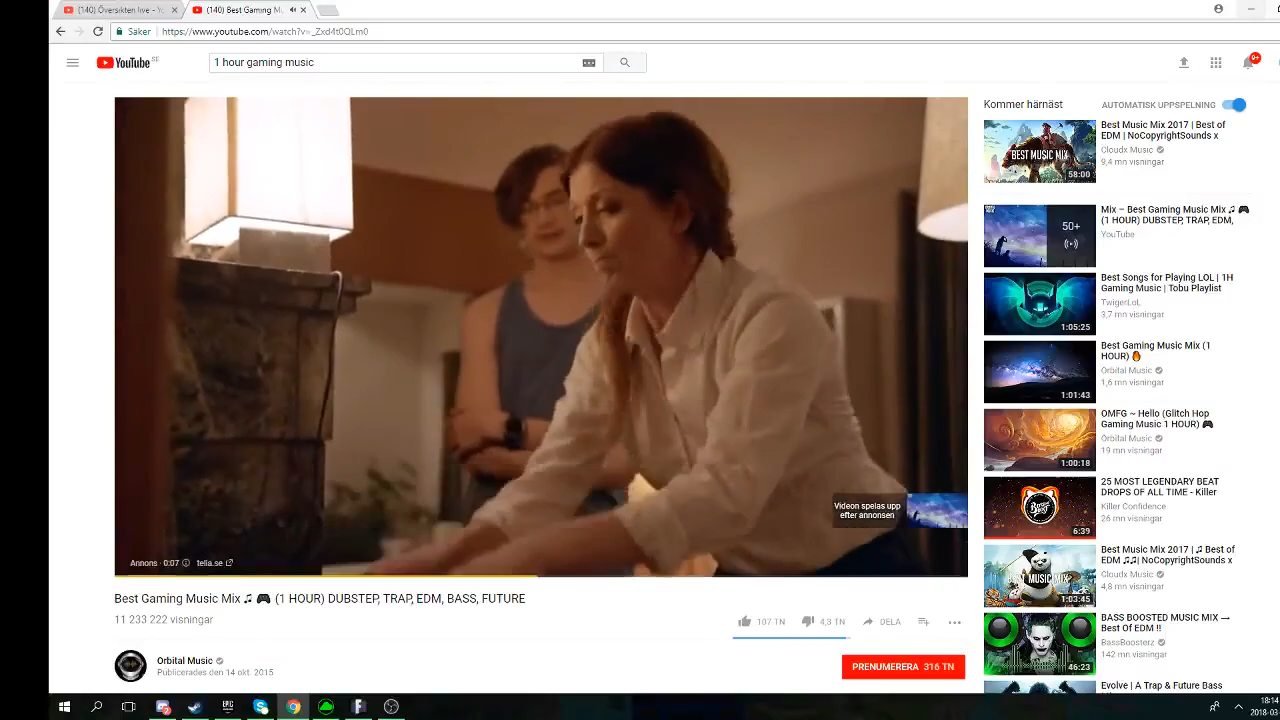 (140) Översikten live - Yo
(140) Best Gaming Mu
Säker
https://www.youtube.com/watch?v=_Zxd4t0QLm0
YouTube SE
1 hour gaming music
9+
Kommer härnäst
AUTOMATISK UPPSPELNING
BEST MUSIC MIX
58:00
Best Music Mix 2017 | Best of
EDM | NoCopyrightSounds x
Cloudx Music
9,4 mn visningar
50+
Mix – Best Gaming Music Mix ♫ 🎮
(1 HOUR) DUBSTEP, TRAP, EDM,
YouTube
1:05:25
Best Songs for Playing LOL | 1H
Gaming Music | Tobu Playlist
TwigerLoL
3,7 mn visningar
1:01:43
Best Gaming Music Mix (1
HOUR) 🔥
Orbital Music
1,6 mn visningar
1:00:18
OMFG ~ Hello (Glitch Hop
Gaming Music 1 HOUR) 🎮
Orbital Music
19 mn visningar
6:39
25 MOST LEGENDARY BEAT
DROPS OF ALL TIME - Killer
Killer Confidence
26 mn visningar
BEST MUSIC MIX
1:03:45
Best Music Mix 2017 | ♫ Best of
EDM ♫♫| NoCopyrightSounds x
Cloudx Music
4,8 mn visningar
46:23
BASS BOOSTED MUSIC MIX →
Best Of EDM !!
BassBoosterz
142 mn visningar
Evolve | A Trap & Future Bass
Videon spelas upp
efter annonsen
Annons · 0:07
telia.se
Best Gaming Music Mix ♫ 🎮 (1 HOUR) DUBSTEP, TRAP, EDM, BASS, FUTURE
11 233 222 visningar
107 TN
4,3 TN
DELA
Orbital Music
Publicerades den 14 okt. 2015
PRENUMERERA 316 TN
EPIC
18:14
2018-03